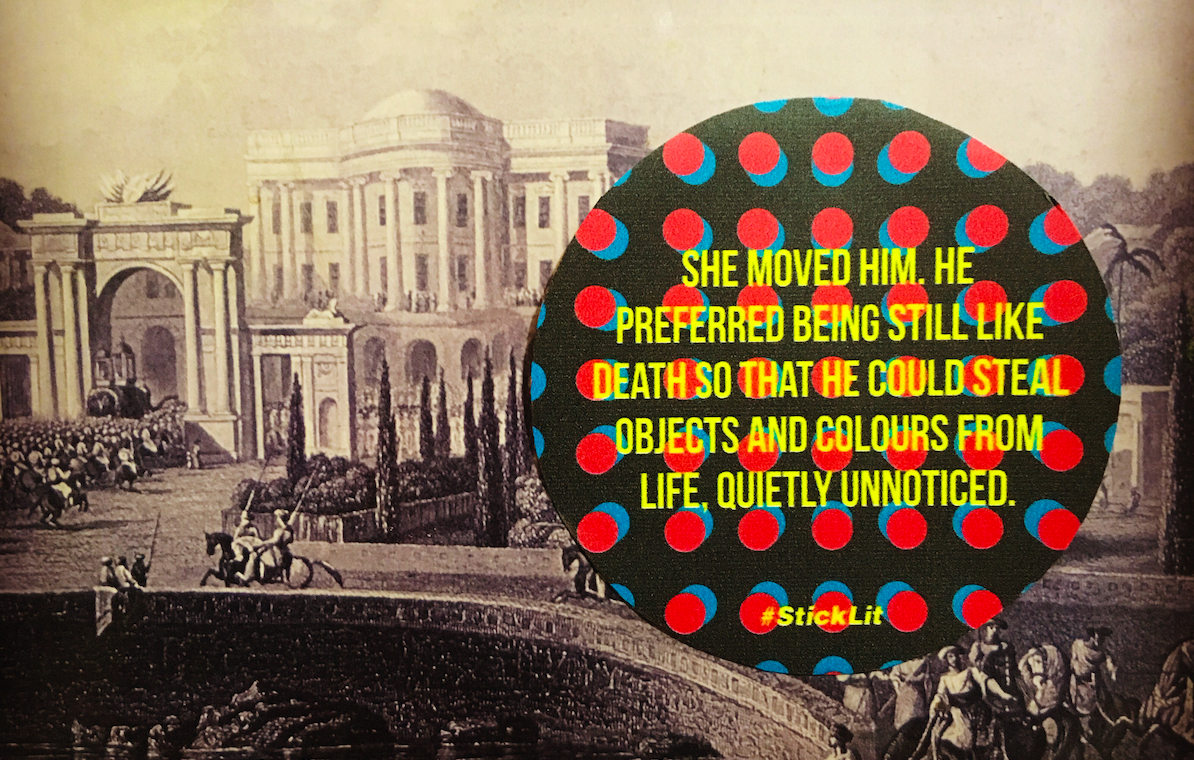 SHE MOVED HIM. HE
PREFERRED BEING STILL LIKE
DEATH SO THAT HE COULD STEAL
OBJECTS AND COLOURS FROM
LIFE, QUIETLY UNNOTICED.
#StickLit